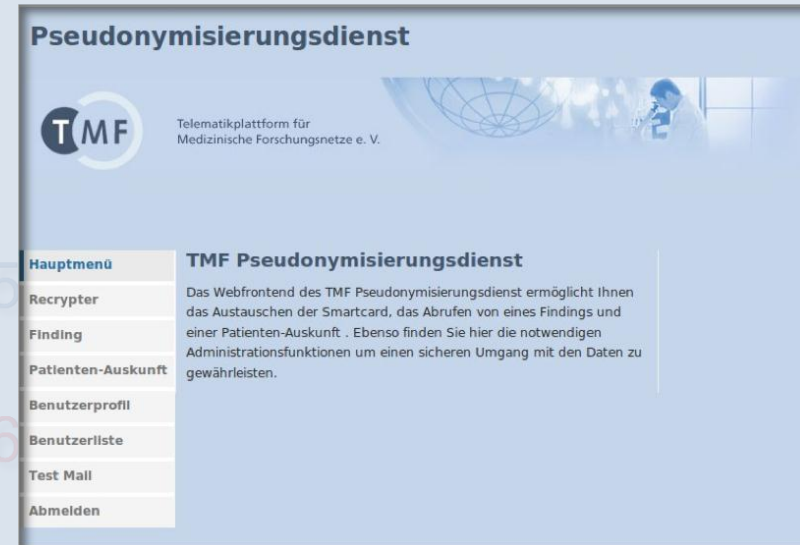 Pseudonymisierungsdienst
TMF
Telematikplattform für
Medizinische Forschungsnetze e. V.
Hauptmenü
Recrypter
Finding
Patienten-Auskunft
Benutzerprofil
Benutzerliste
Test Mail
Abmelden
TMF Pseudonymisierungsdienst
Das Webfrontend des TMF Pseudonymisierungsdienst ermöglicht Ihnen
das Austauschen der Smartcard, das Abrufen von eines Findings und
einer Patienten-Auskunft . Ebenso finden Sie hier die notwendigen
Administrationsfunktionen um einen sicheren Umgang mit den Daten zu
gewährleisten.
5
6